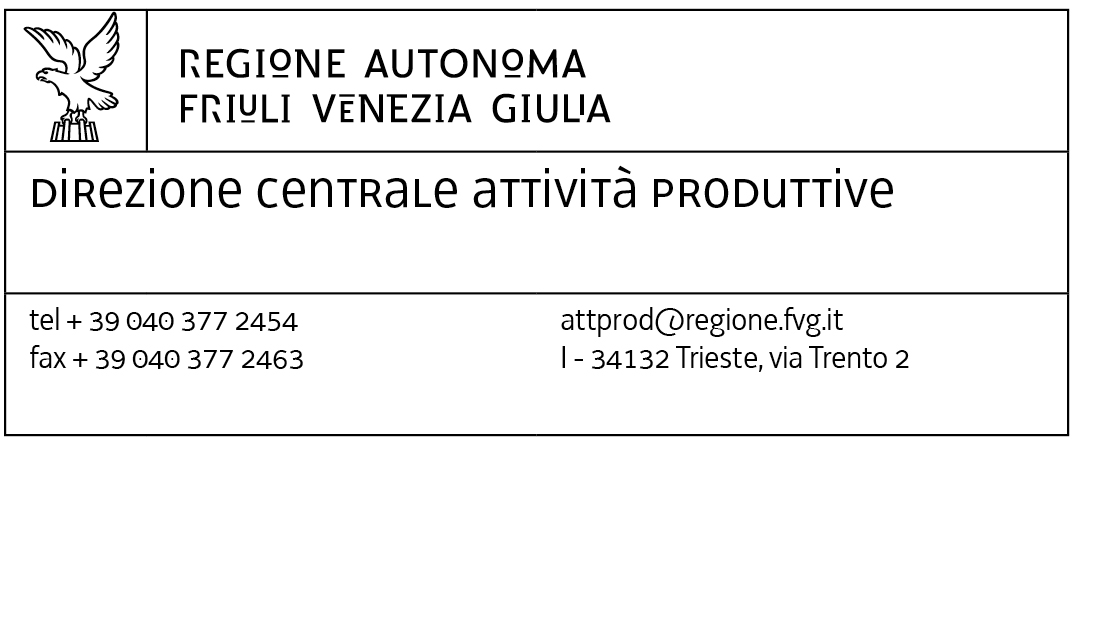 REGIONE AUTONOMA
FRIULI VENEZIA GIULIA
Direzione centrale attività produttive
tel + 39 040 377 2454
fax + 39 040 377 2463
attprod@regione.fvg.it
I - 34132 Trieste, via Trento 2